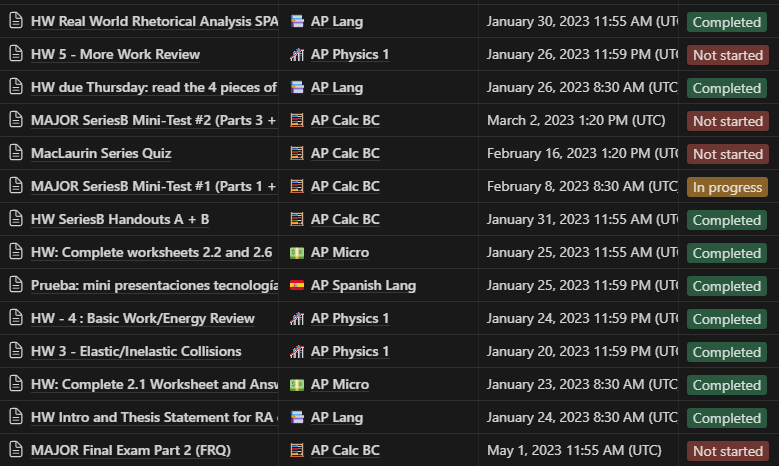 HW Real World Rhetorical Analysis SPA AP Lang January 30, 2023 11:55 AM (UTC Completed
HW 5 - More Work Review AP Physics 1 January 26, 2023 11:59 PM (UTC Not started
HW due Thursday: read the 4 pieces of AP Lang January 26, 2023 8:30 AM (UTC) Completed
MAJOR SeriesB Mini-Test #2 (Parts 3 + AP Calc BC March 2, 2023 1:20 PM (UTC) Not started
MacLaurin Series Quiz AP Calc BC February 16, 2023 1:20 PM (UTC) Not started
MAJOR SeriesB Mini-Test #1 (Parts 1 + AP Calc BC February 8, 2023 8:30 AM (UTC) In progress
HW SeriesB Handouts A + B AP Calc BC January 31, 2023 11:55 AM (UTC Completed
HW: Complete worksheets 2.2 and 2.6 AP Micro January 25, 2023 11:55 AM (UTC Completed
Prueba: mini presentaciones tecnología AP Spanish Lang January 25, 2023 11:59 PM (UTC Completed
HW - 4 : Basic Work/Energy Review AP Physics 1 January 24, 2023 11:59 PM (UTC Completed
HW 3 - Elastic/Inelastic Collisions AP Physics 1 January 20, 2023 11:59 PM (UTC Completed
HW: Complete 2.1 Worksheet and Answ AP Micro January 23, 2023 8:30 AM (UTC) Completed
HW Intro and Thesis Statement for RA AP Lang January 24, 2023 8:30 AM (UTC) Completed
MAJOR Final Exam Part 2 (FRQ) AP Calc BC May 1, 2023 11:55 AM (UTC) Not started